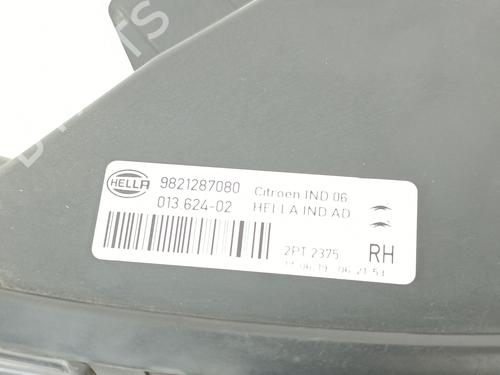 HELLA
9821287080 Citroen IND 06
013.624-02 HELLA IND AD
2PT 2375 RH